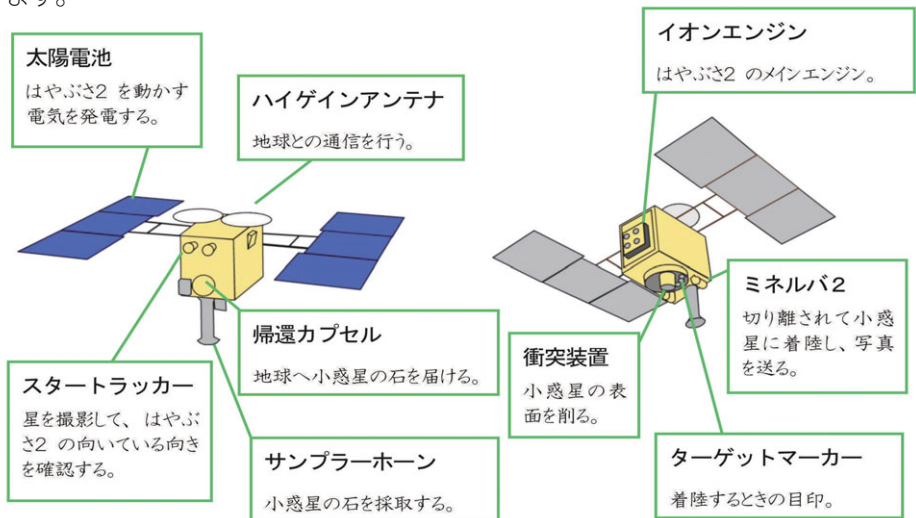 ます。
太陽電池
はやぶさ2 を動かす
電気を発電する。
ハイゲインアンテナ
地球との通信を行う。
イオンエンジン
はやぶさ2 のメインエンジン。
スタートラッカー
星を撮影して、はやぶ
さ2 の向いている向き
を確認する。
帰還カプセル
地球へ小惑星の石を届ける。
サンプラーホーン
小惑星の石を採取する。
衝突装置
小惑星の表
面を削る。
ミネルバ2
切り離されて小惑
星に着陸し、写真
を送る。
ターゲットマーカー
着陸するときの目印。